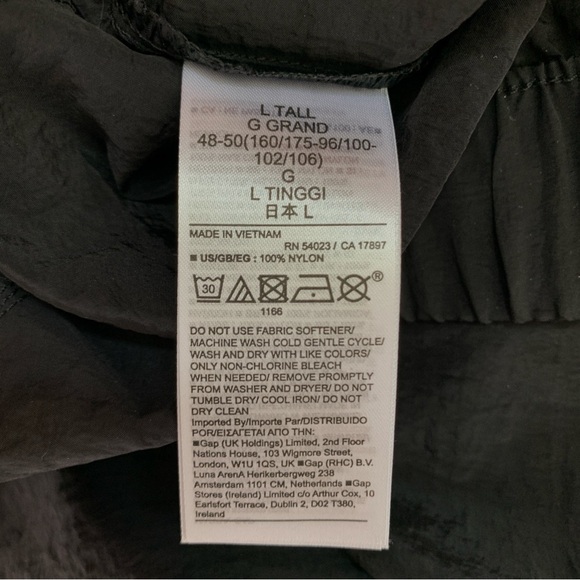 L TALL
G GRAND
48-50(160/175-96/100-
102/106)
G
L TINGGI
日本 L
MADE IN VIETNAM
RN 54023 / CA 17897
■ US/GB/EG : 100% NYLON
30
®
1166
DO NOT USE FABRIC SOFTENER/
MACHINE WASH COLD GENTLE CYCLE/
WASH AND DRY WITH LIKE COLORS/
ONLY NON-CHLORINE BLEACH
WHEN NEEDED/ REMOVE PROMPTLY
FROM WASHER AND DRYER/ DO NOT
TUMBLE DRY/ COOL IRON/ DO NOT
DRY CLEAN
Imported By/Importe Par/DISTRIBUIDO
POR/ΕΙΣΑΓΕΤΑΙ ΑΠΟ ΤΗΝ:
■Gap (UK Holdings) Limited, 2nd Floor
Nations House, 103 Wigmore Street,
London, W1U 1QS, UK ■Gap (RHC) B.V.
Luna ArenA Herikerbergweg 238
Amsterdam 1101 CM, Netherlands ■Gap
Stores (Ireland) Limited c/o Arthur Cox, 10
Earlsfort Terrace, Dublin 2, D02 T380,
Ireland